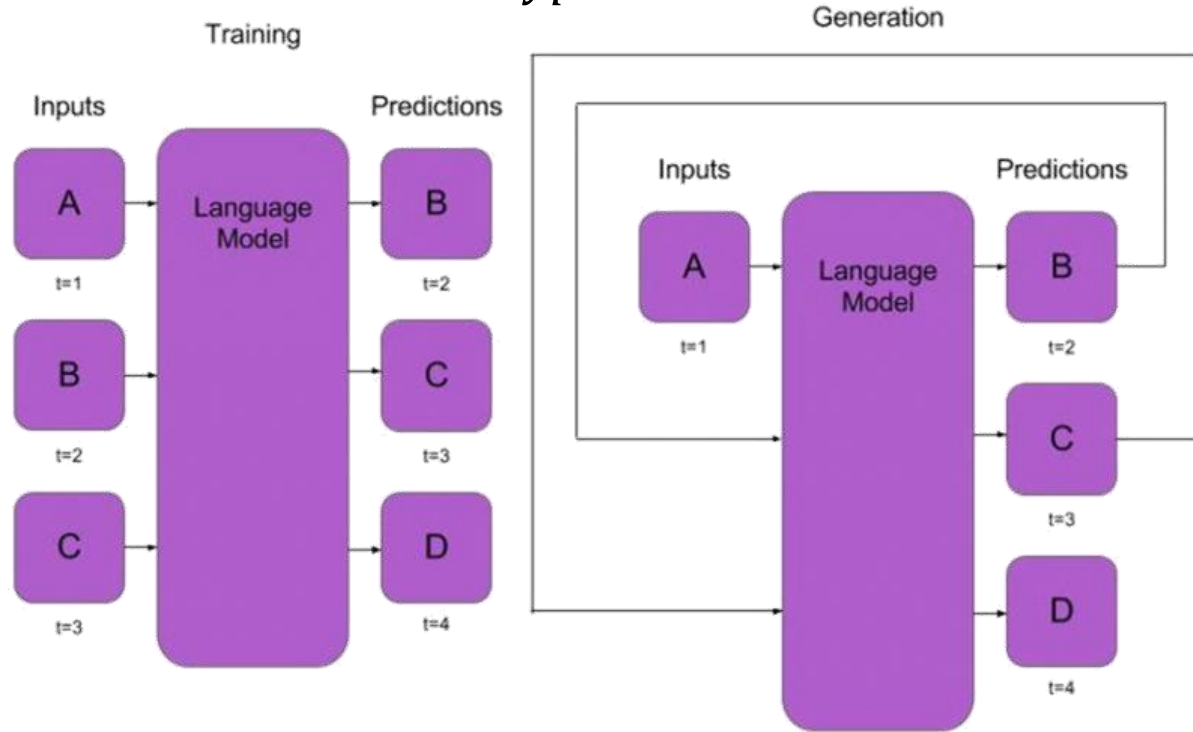 Training
Inputs
Predictions
A
Language
Model
B
t=1
t=2
B
C
t=2
t=3
C
D
t=3
t=4
Generation
Inputs
Predictions
A
Language
Model
B
t=1
t=2
C
t=3
D
t=4